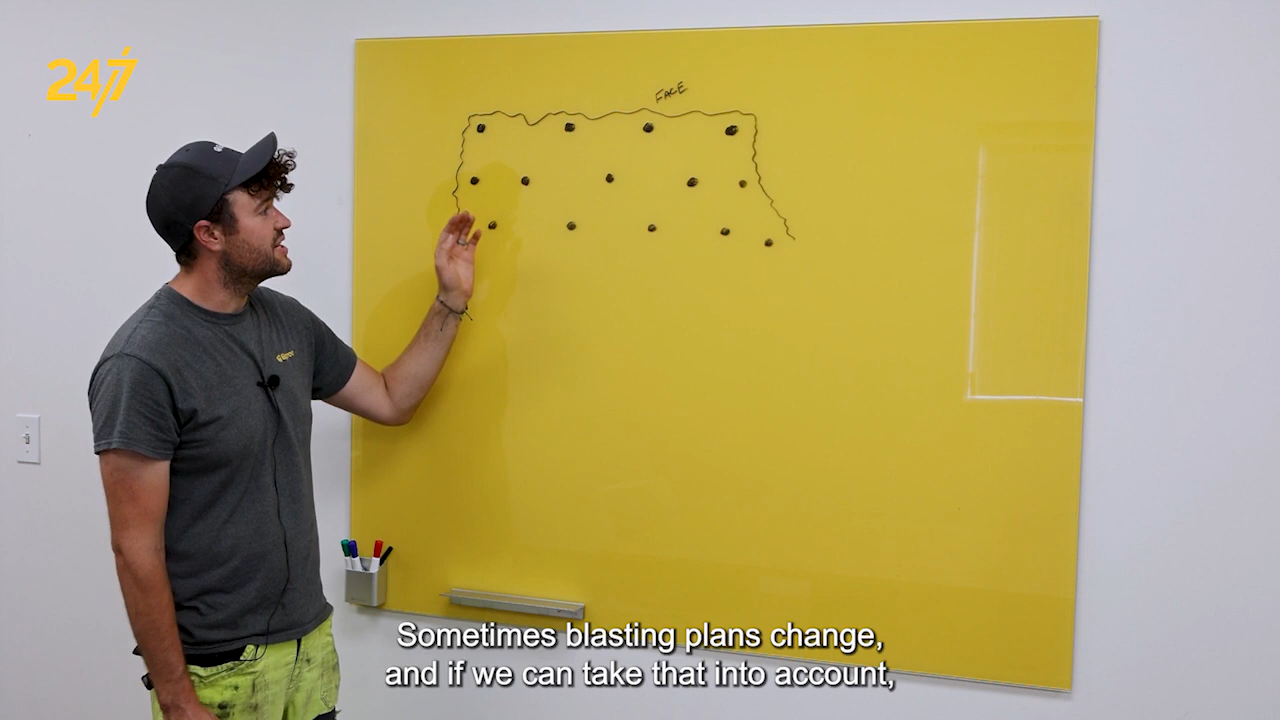 24/7
FACE
Sometimes blasting plans change,
and if we can take that into account,